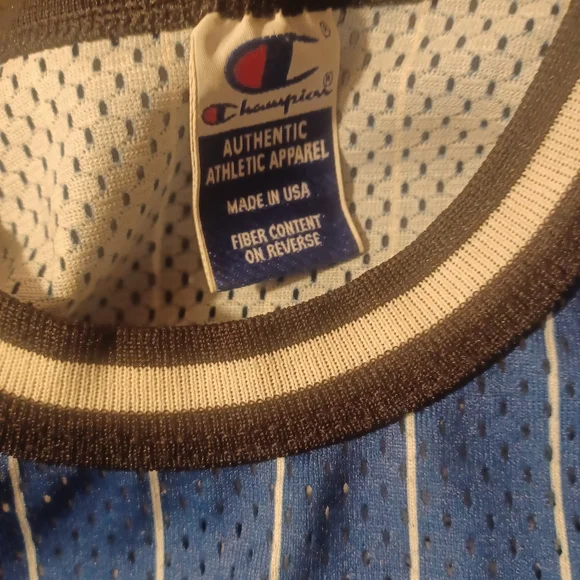 ®
Champion®
AUTHENTIC
ATHLETIC APPAREL
MADE IN USA
FIBER CONTENT
ON REVERSE